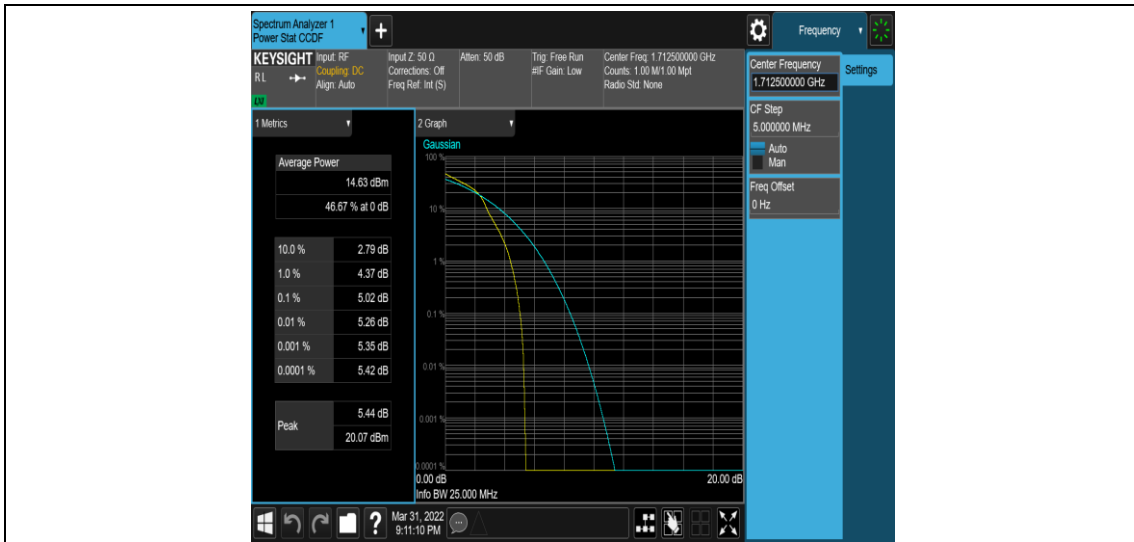 Spectrum Analyzer 1
Power Stat CCDF
+
Frequency
KEYSIGHT
RL
LXI
Input: RF
Coupling: DC
Align: Auto
Input Z: 50 Ω
Corrections: Off
Freq Ref: Int (S)
Atten: 50 dB
Trig: Free Run
#IF Gain: Low
Center Freq: 1.712500000 GHz
Counts: 1.00 M/1.00 Mpt
Radio Std: None
Center Frequency
1.712500000 GHz
Settings
CF Step
5.000000 MHz
Auto
Man
Freq Offset
0 Hz
1 Metrics
Average Power
14.63 dBm
46.67 % at 0 dB
10.0 % 2.79 dB
1.0 % 4.37 dB
0.1 % 5.02 dB
0.01 % 5.26 dB
0.001 % 5.35 dB
0.0001 % 5.42 dB
Peak
5.44 dB
20.07 dBm
2 Graph
Gaussian
100 %
10 %
1 %
0.1 %
0.01 %
0.001 %
0.0001 %
0.00 dB 20.00 dB
Info BW 25.000 MHz
?
Mar 31, 2022
9:11:10 PM